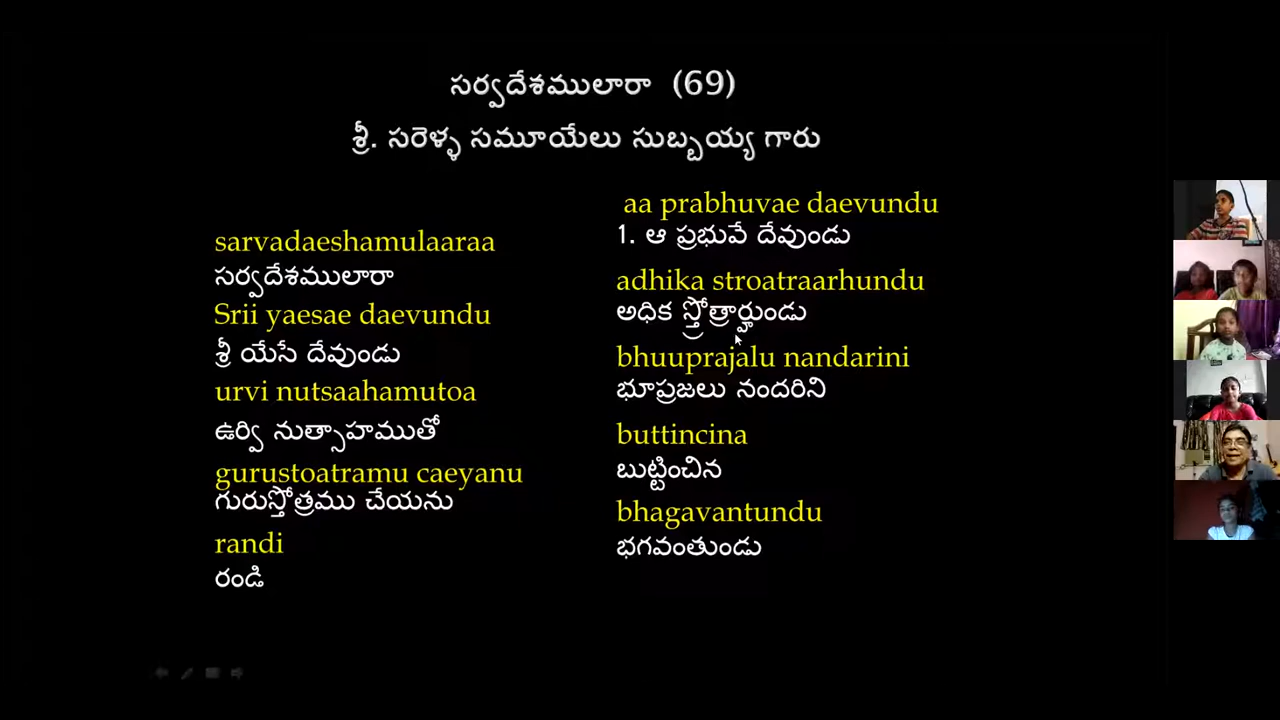 సర్వదేశములారా (69)
శ్రీ. సరెళ్ళ సమూయేలు సుబ్బయ్య గారు
sarvadaeshamulaaraa
సర్వదేశములారా
Srii yaesae daevundu
శ్రీ యేసే దేవుండు
urvi nutsaahamutoa
ఉర్వి నుత్సాహముతో
gurustoatramu caeyanu
గురుస్తోత్రము చేయను
randi
రండి
aa prabhuvae daevundu
1. ఆ ప్రభువే దేవుండు
adhika stroatraarhundu
అధిక స్త్రోత్రార్హుండు
bhuuprajalu nandarini
భూప్రజలు నందరిని
buttincina
బుట్టించిన
bhagavantundu
భగవంతుండు